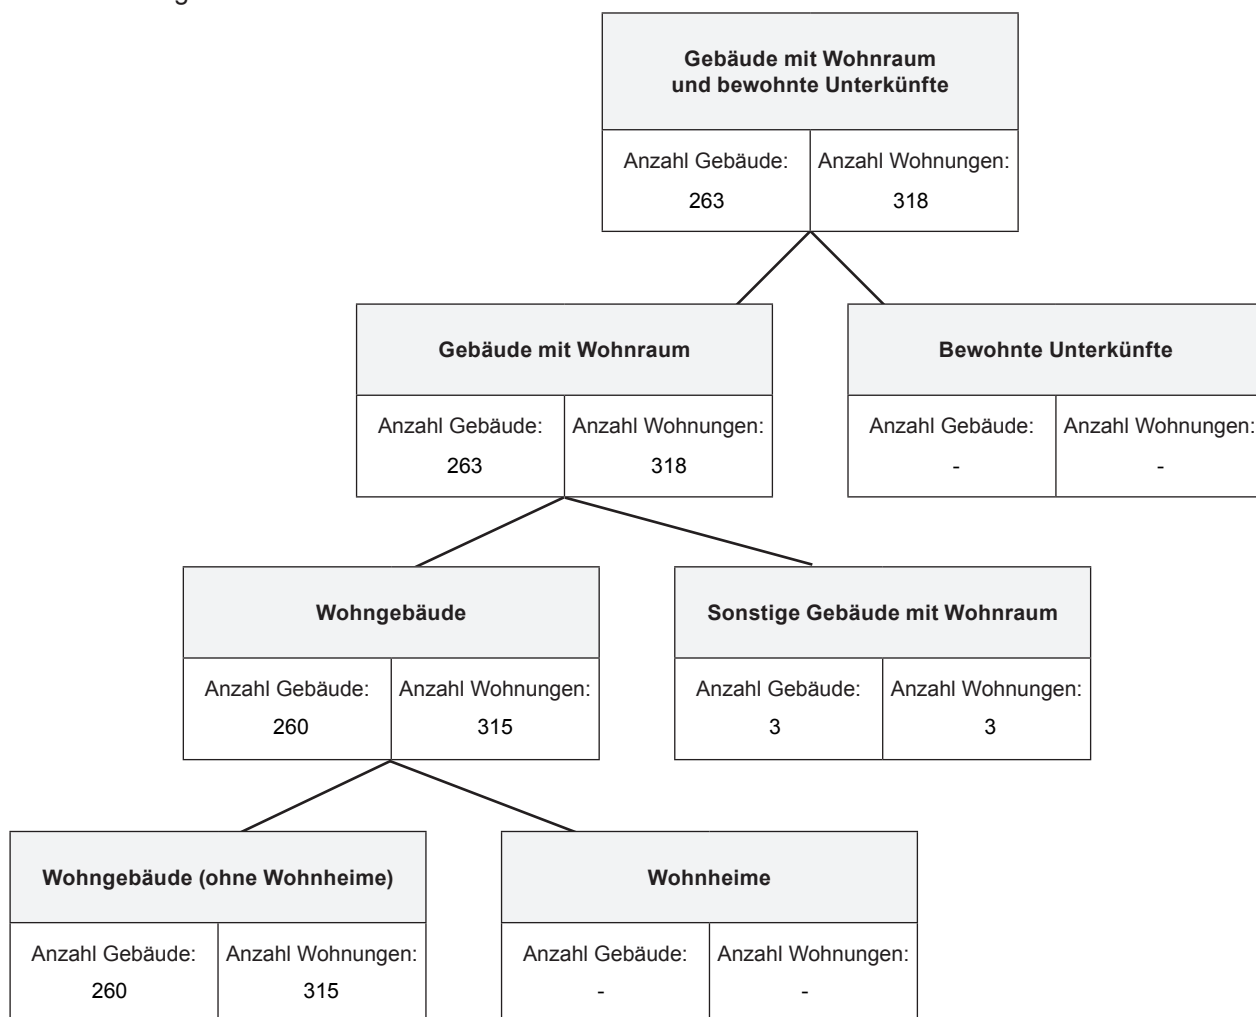 Gebäude mit Wohnraum
und bewohnte Unterkünfte
Anzahl Gebäude: Anzahl Wohnungen:
263 318
Gebäude mit Wohnraum
Anzahl Gebäude: Anzahl Wohnungen:
263 318
Bewohnte Unterkünfte
Anzahl Gebäude: Anzahl Wohnungen:
- -
Wohngebäude
Anzahl Gebäude: Anzahl Wohnungen:
260 315
Sonstige Gebäude mit Wohnraum
Anzahl Gebäude: Anzahl Wohnungen:
3 3
Wohngebäude (ohne Wohnheime)
Anzahl Gebäude: Anzahl Wohnungen:
260 315
Wohnheime
Anzahl Gebäude: Anzahl Wohnungen:
- -